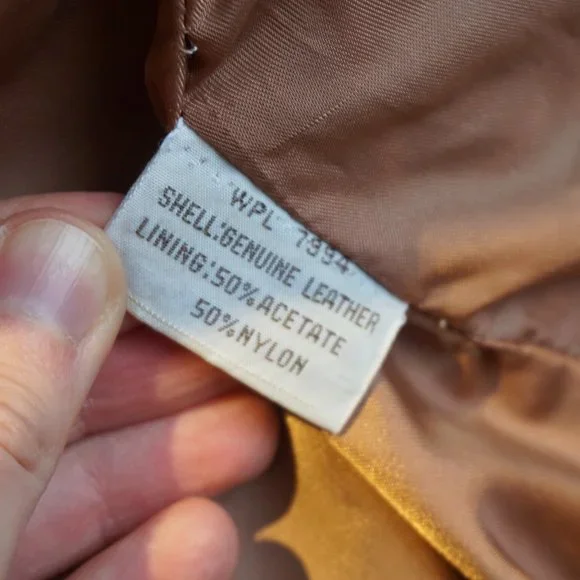 WPL 7994
SHELL:GENUINE LEATHER
LINING:50%ACETATE
50%NYLON